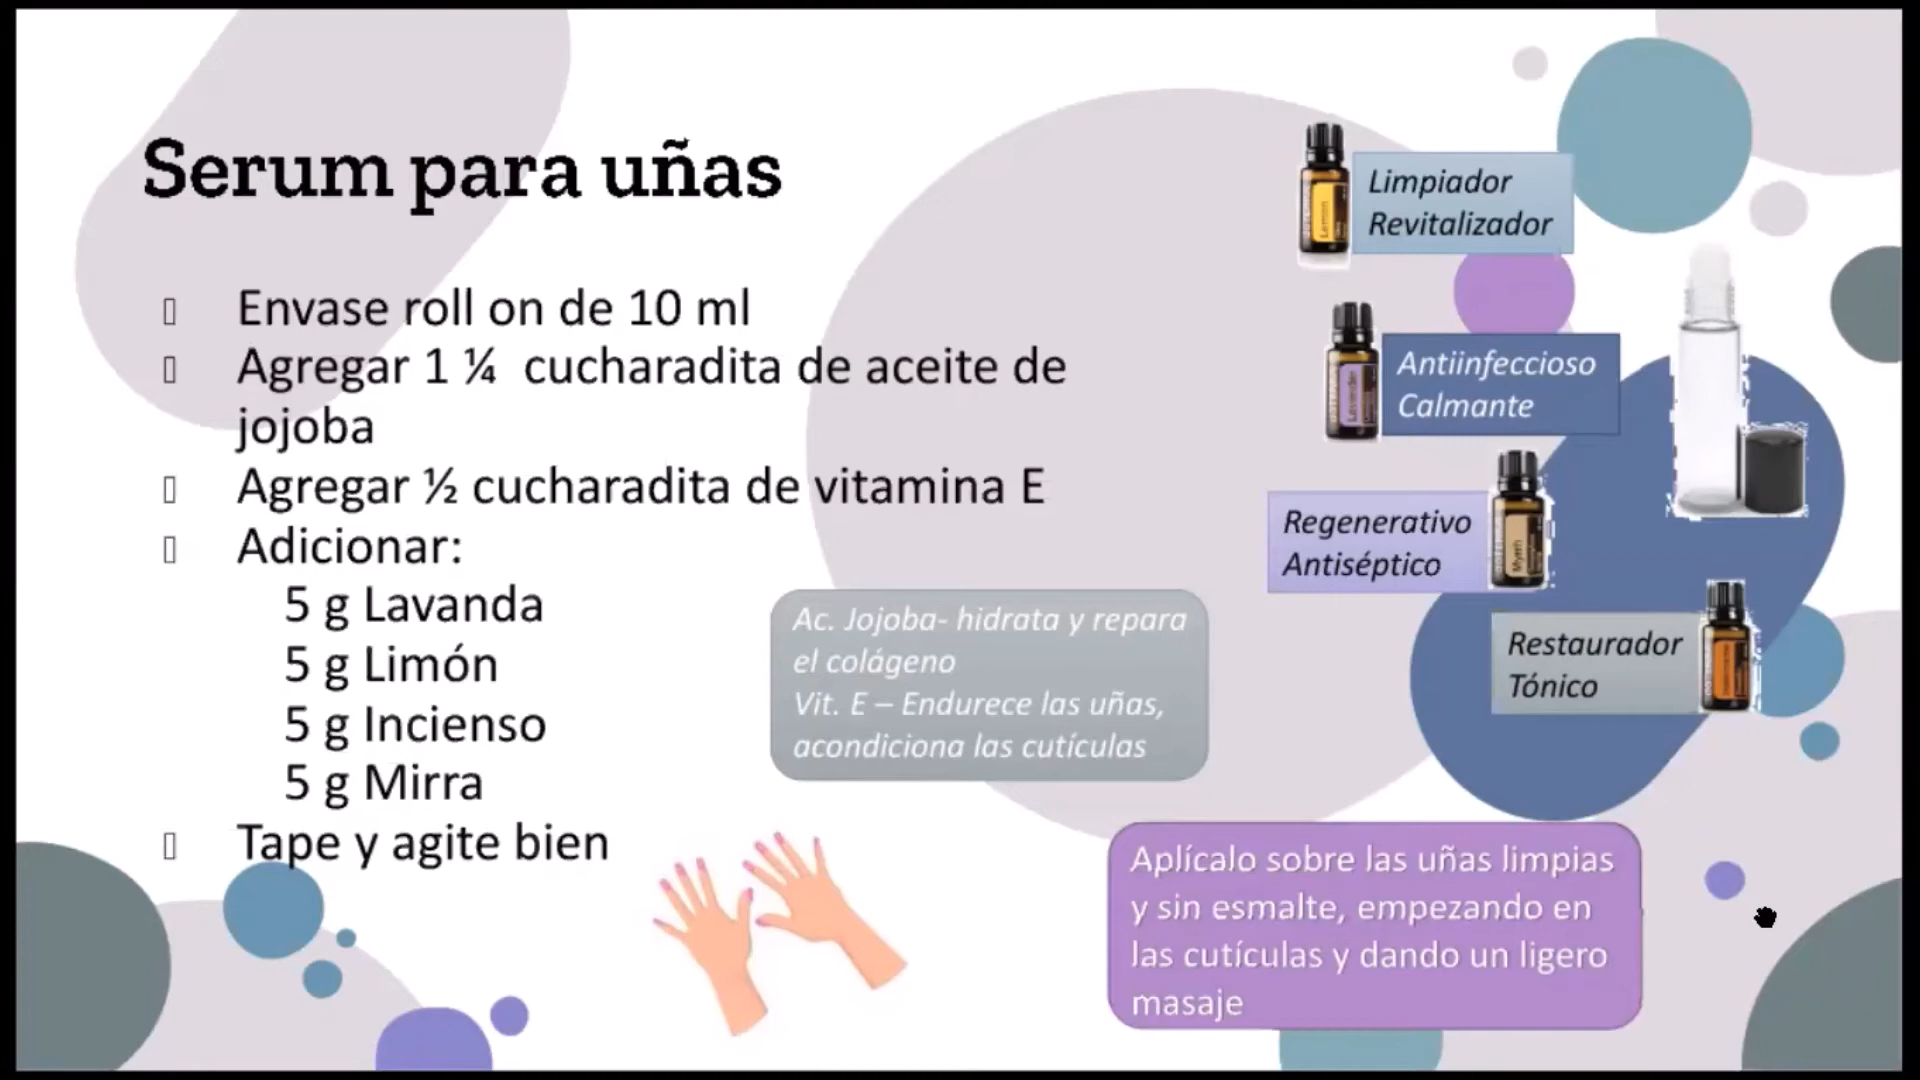 Serum para uñas
Envase roll on de 10 ml
Agregar 1 ¼ cucharadita de aceite de
jojoba
Agregar ½ cucharadita de vitamina E
Adicionar:
5 g Lavanda
5 g Limón
5 g Incienso
5 g Mirra
Tape y agite bien
Ac. Jojoba- hidrata y repara
el colágeno
Vit. E – Endurece las uñas,
acondiciona las cutículas
Lemon
Limpiador
Revitalizador
Lavender
Antiinfeccioso
Calmante
Regenerativo
Antiséptico
Myrrh
Restaurador
Tónico
Aplícalo sobre las uñas limpias
y sin esmalte, empezando en
las cutículas y dando un ligero
masaje